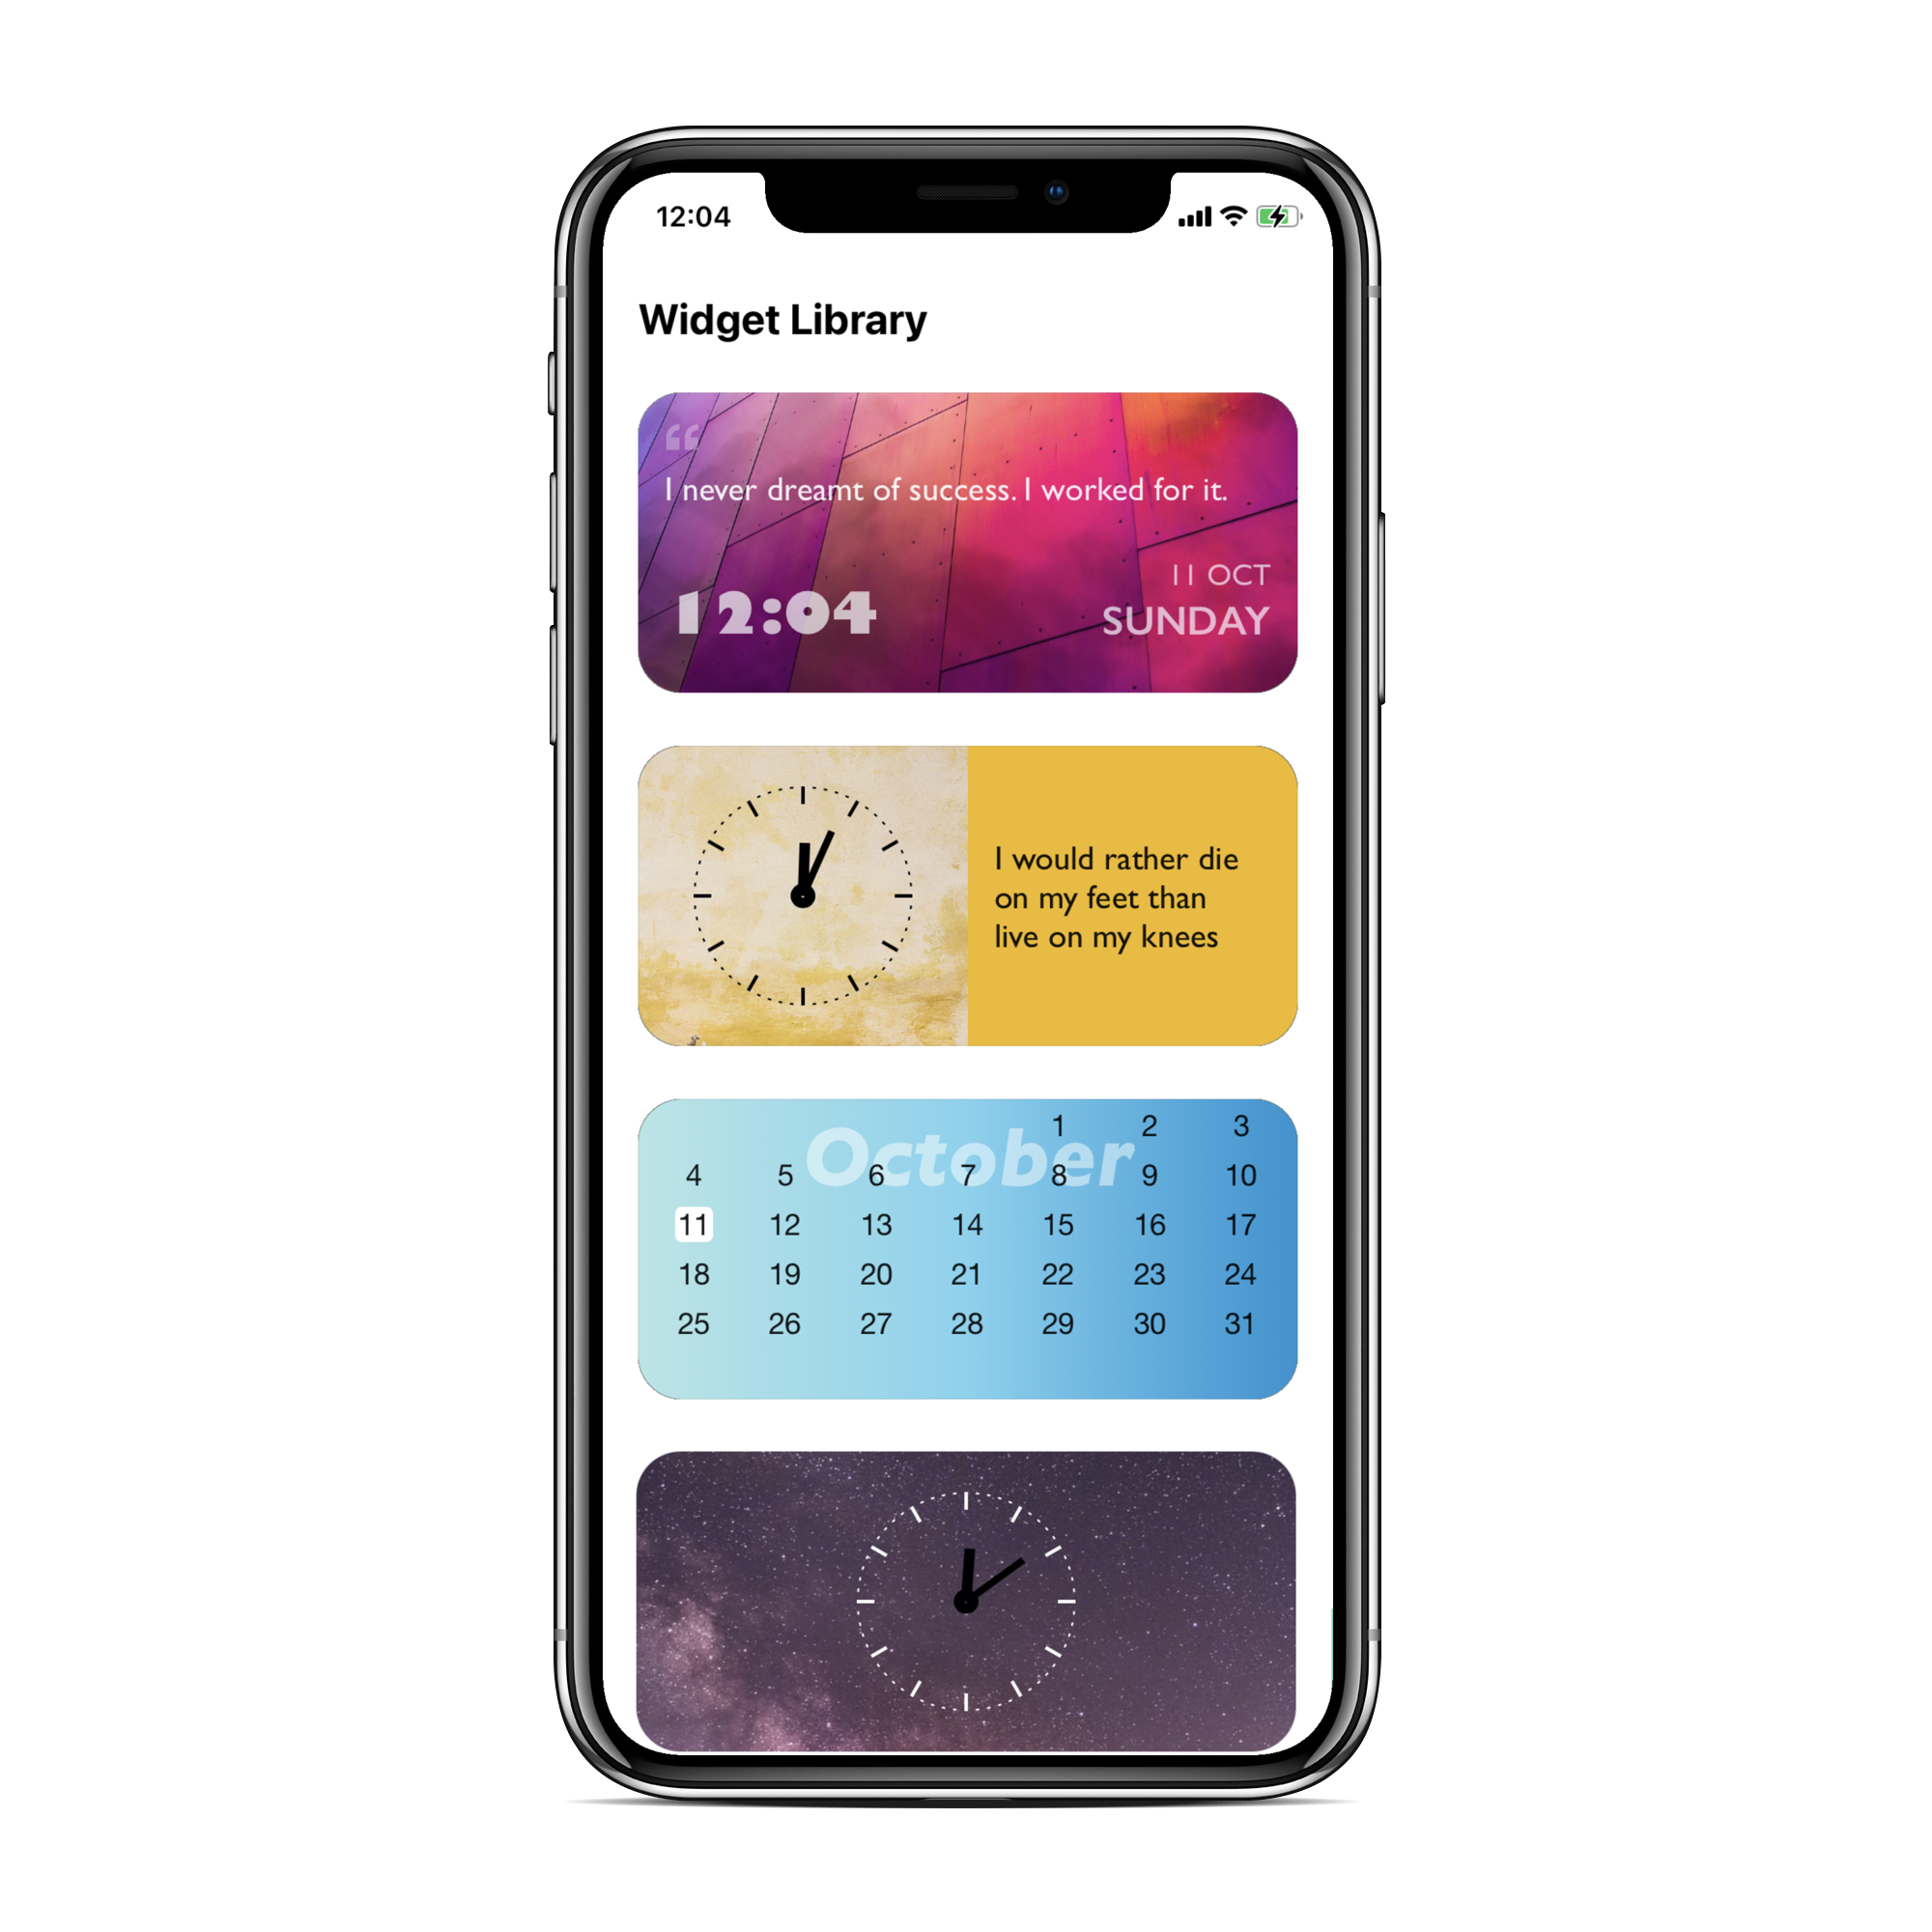 12:04
Widget Library
“
I never dreamt of success. I worked for it.
11 OCT
12:04 SUNDAY
I would rather die
on my feet than
live on my knees
October
1 2 3
4 5 6 7 8 9 10
11 12 13 14 15 16 17
18 19 20 21 22 23 24
25 26 27 28 29 30 31